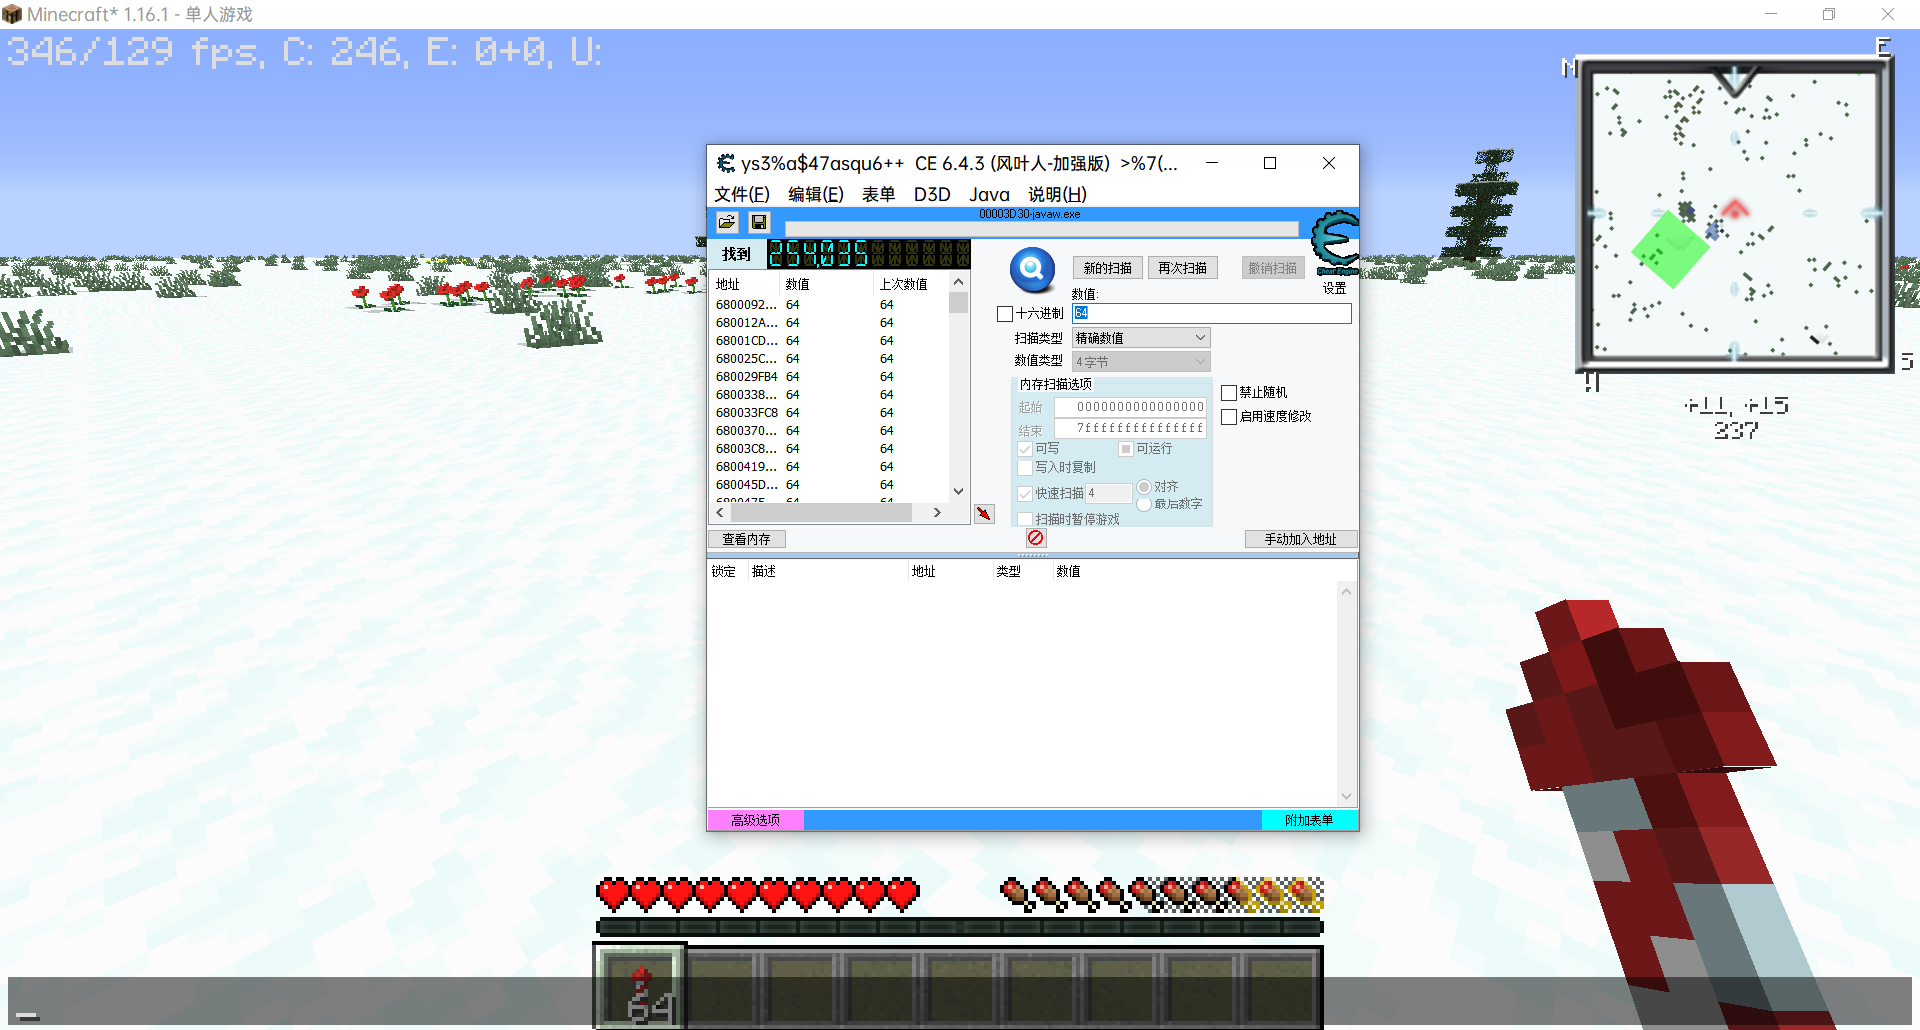 Minecraft* 1.16.1 - 单人游戏
346/129 fps, C: 246, E: 0+0, U:
N
E
S
+11, +15
237
ys3%a$47asqu6++ CE 6.4.3 (风叶人-加强版) >%7(...
文件(F) 编辑(E) 表单 D3D Java 说明(H)
00003D30-javaw.exe
找到
Cheat Engine
设置
地址 数值 上次数值
6800092... 64 64
680012A... 64 64
68001CD... 64 64
680025C... 64 64
680029FB4 64 64
6800338... 64 64
680033FC8 64 64
6800370... 64 64
68003C8... 64 64
6800419... 64 64
680045D... 64 64
新的扫描 再次扫描 撤销扫描
数值:
十六进制 64
扫描类型 精确数值
数值类型 4 字节
内存扫描选项
起始 0000000000000000
结束 7fffffffffffffff
可写 可运行
写入时复制
快速扫描 4 对齐
最后数字
扫描时暂停游戏
禁止随机
启用速度修改
查看内存
手动加入地址
锁定 描述 地址 类型 数值
高级选项
附加表单
64